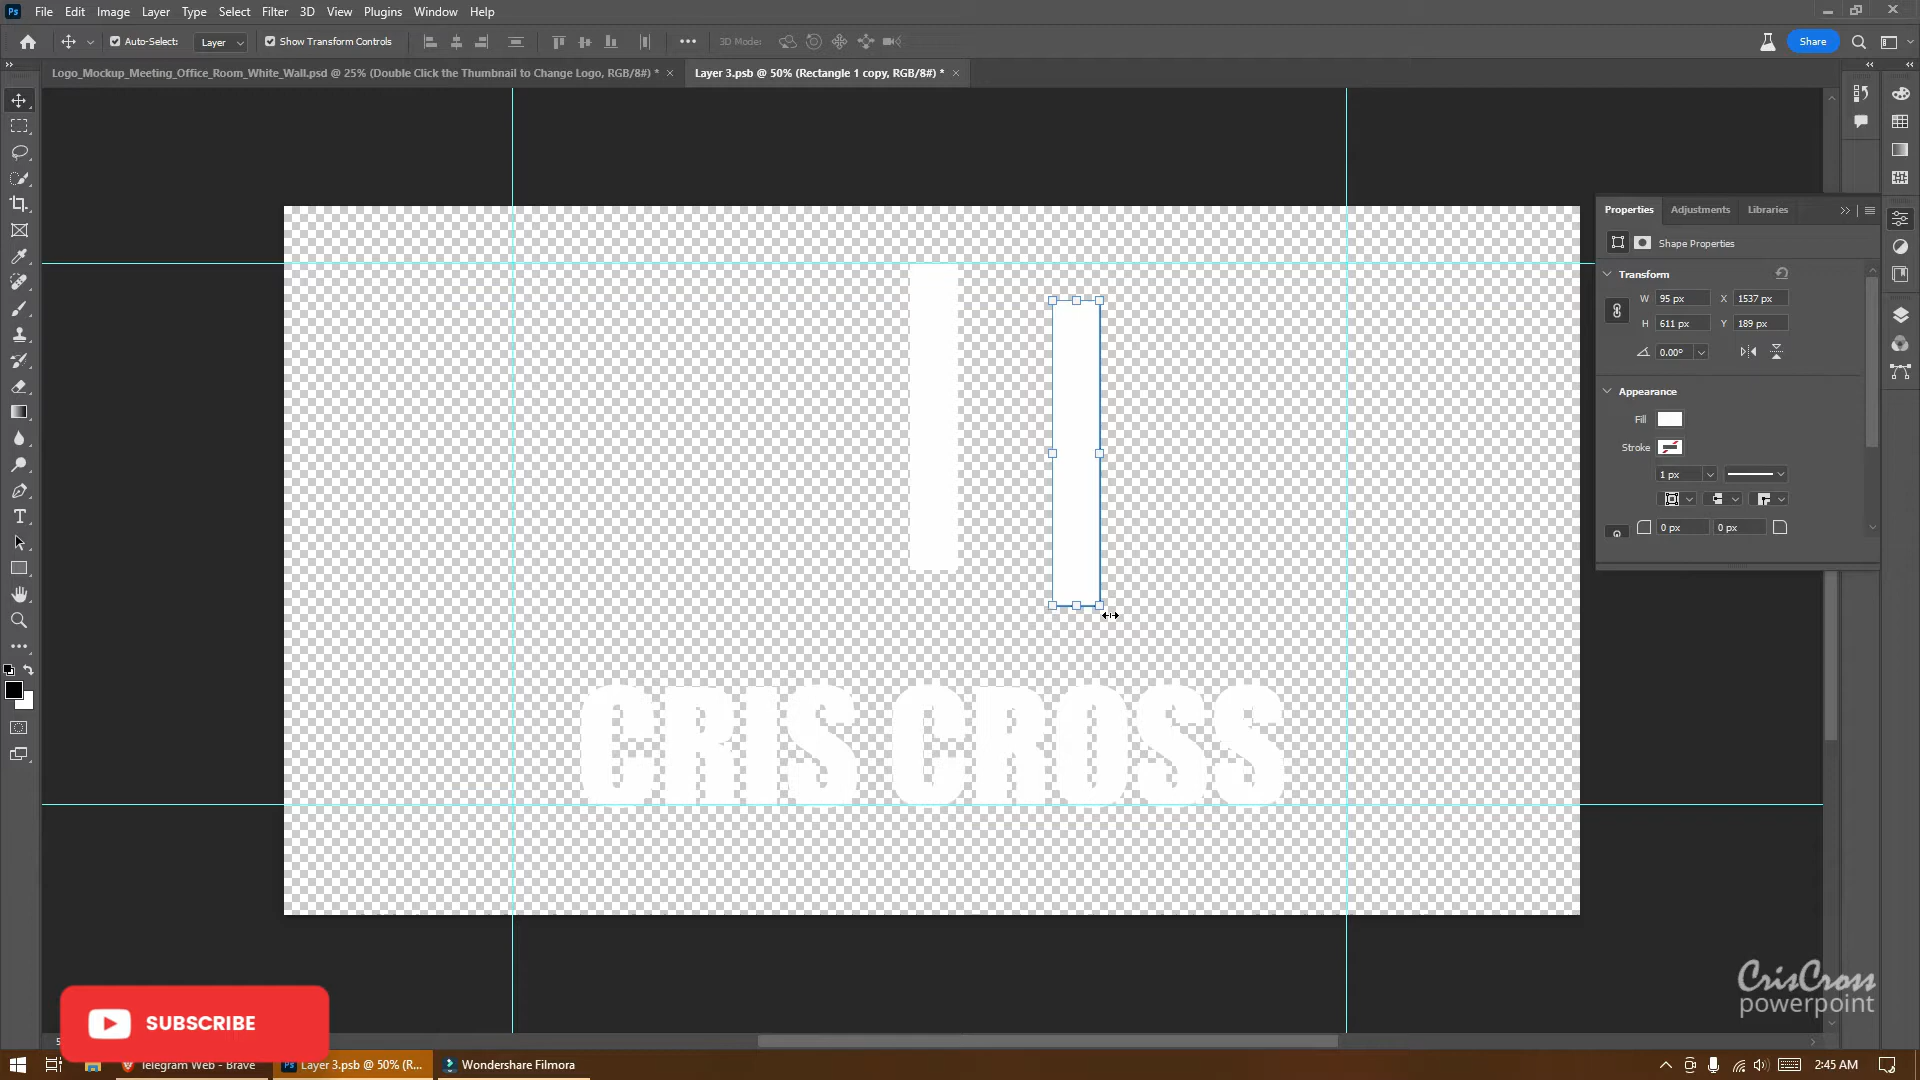 Ps File Edit Image Layer Type Select Filter 3D View Plugins Window Help
Auto-Select: Layer Show Transform Controls 3D Mode: Share
Logo_Mockup_Meeting_Office_Room_White_Wall.psd @ 25% (Double Click the Thumbnail to Change Logo, RGB/8#) * × Layer 3.psb @ 50% (Rectangle 1 copy, RGB/8#) * ×
Properties Adjustments Libraries
Shape Properties
Transform
W 95 px X 1537 px
H 611 px Y 189 px
0.00°
Appearance
Fill
Stroke
1 px
0 px 0 px
CRIS CROSS
CrisCross
powerpoint
SUBSCRIBE
Telegram Web - Brave Ps Layer 3.psb @ 50% (R... Wondershare Filmora 2:45 AM